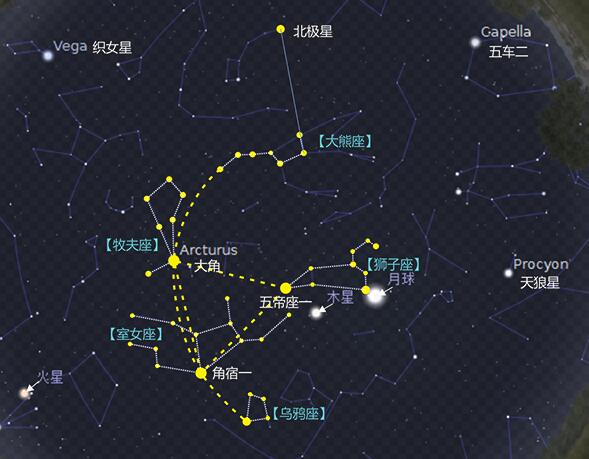 北极星
Capella
五车二
Vega 织女星
【大熊座】
【牧夫座】
Arcturus
大角
【狮子座】
月球
Procyon
天狼星
五帝座一
木星
【室女座】
角宿一
火星
【乌鸦座】